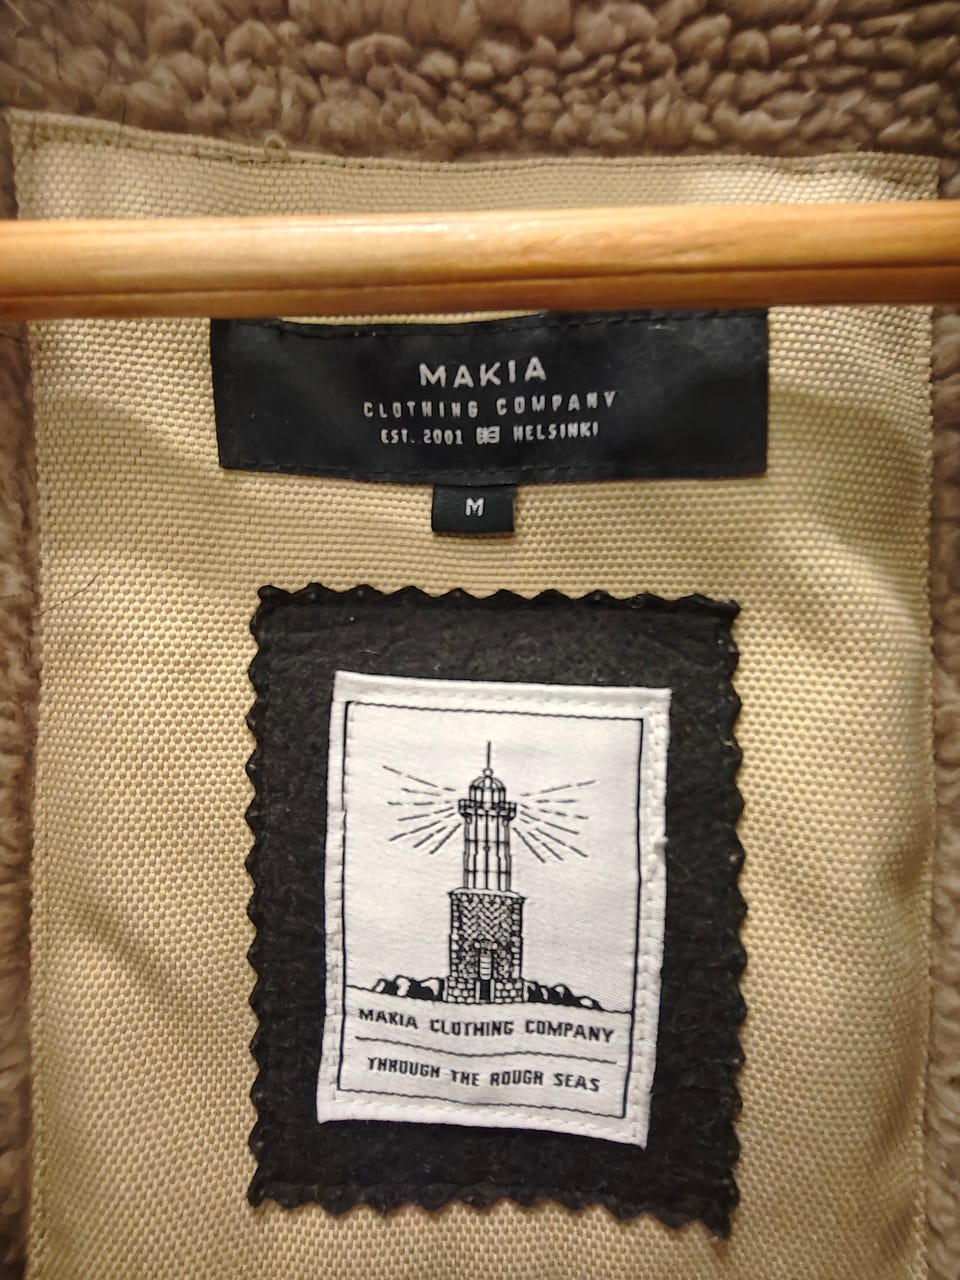 MAKIA
CLOTHING COMPANY
EST. 2001 HELSINKI
M
MAKIA CLOTHING COMPANY
THROUGH THE ROUGH SEAS